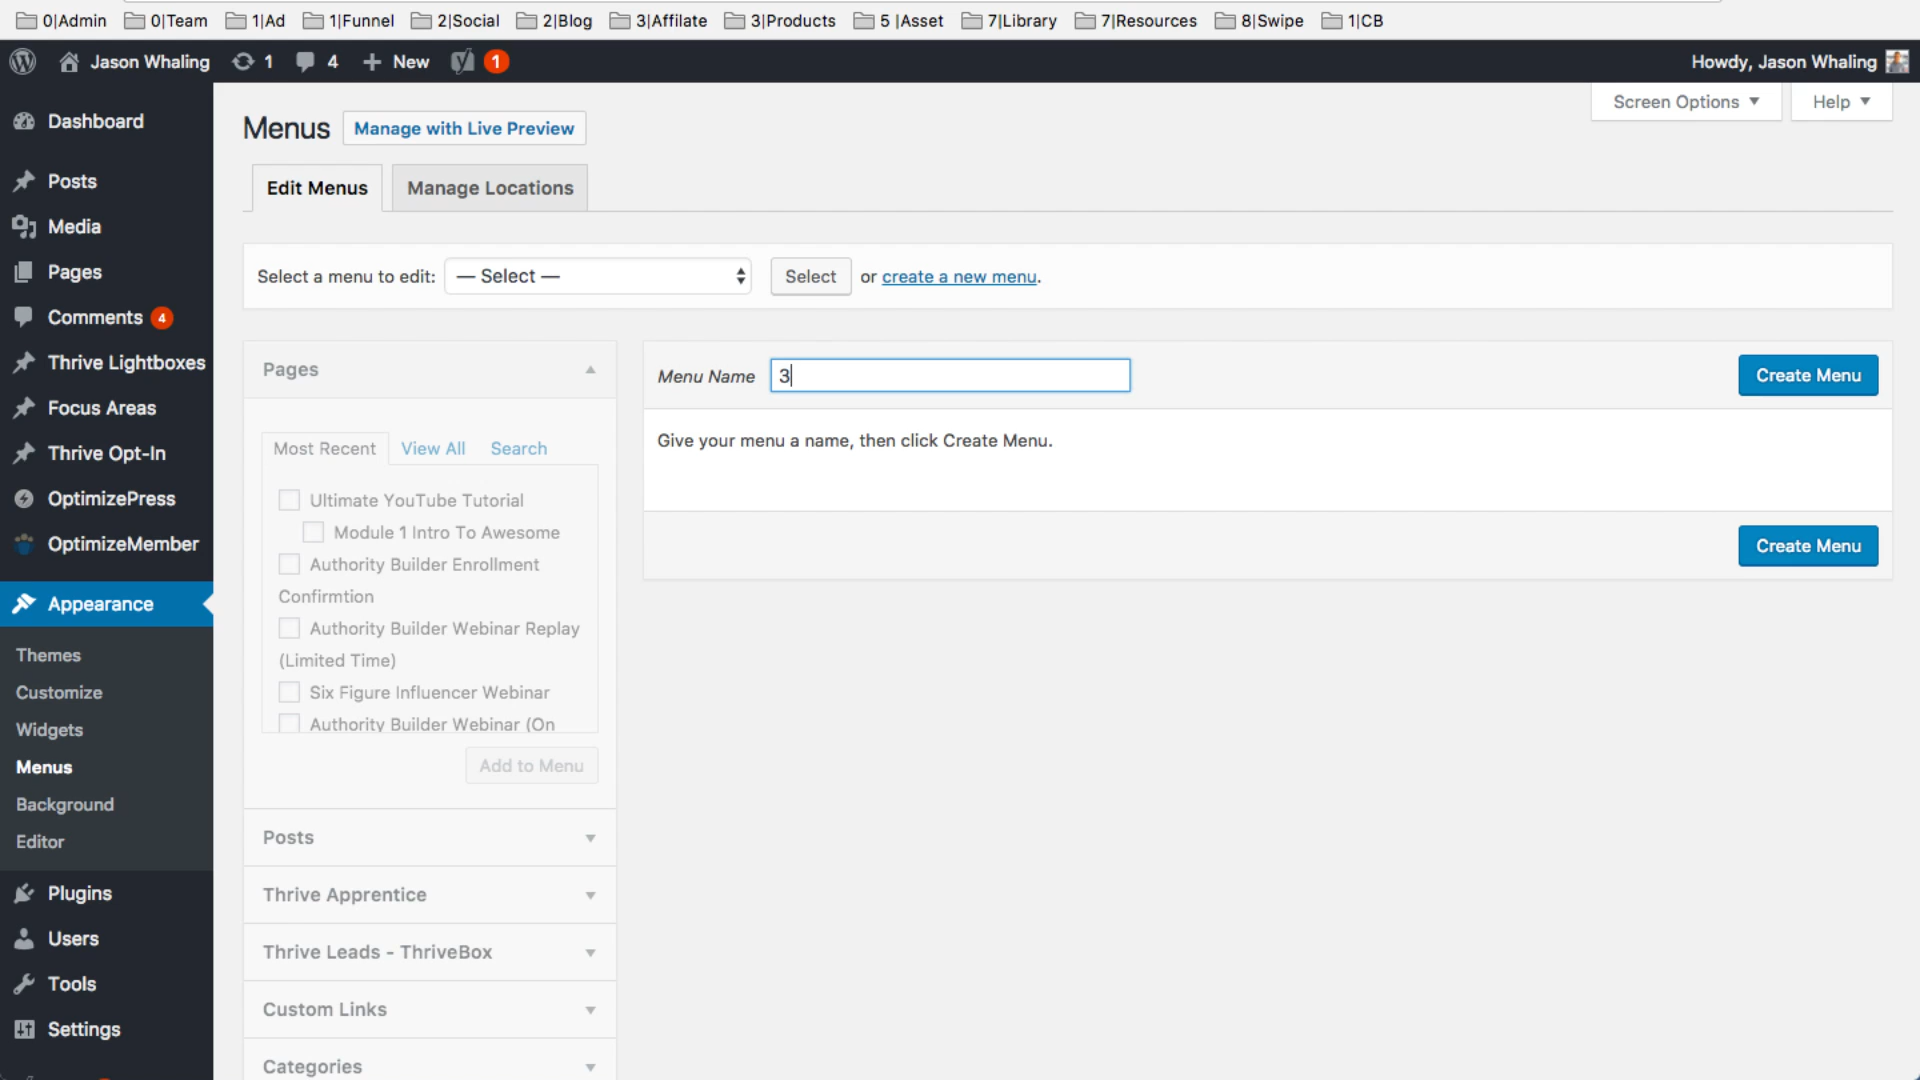 0|Admin 0|Team 1|Ad 1|Funnel 2|Social 2|Blog 3|Affilate 3|Products 5 |Asset 7|Library 7|Resources 8|Swipe 1|CB
Jason Whaling 1 4 New 1 Howdy, Jason Whaling
Screen Options Help
Dashboard
Posts
Media
Pages
Comments 4
Thrive Lightboxes
Focus Areas
Thrive Opt-In
OptimizePress
OptimizeMember
Appearance
Themes
Customize
Widgets
Menus
Background
Editor
Plugins
Users
Tools
Settings
Menus Manage with Live Preview
Edit Menus Manage Locations
Select a menu to edit: — Select — Select or create a new menu.
Pages
Most Recent View All Search
Ultimate YouTube Tutorial
Module 1 Intro To Awesome
Authority Builder Enrollment
Confirmtion
Authority Builder Webinar Replay
(Limited Time)
Six Figure Influencer Webinar
Authority Builder Webinar (On
Add to Menu
Posts
Thrive Apprentice
Thrive Leads - ThriveBox
Custom Links
Categories
Menu Name 3 Create Menu
Give your menu a name, then click Create Menu.
Create Menu